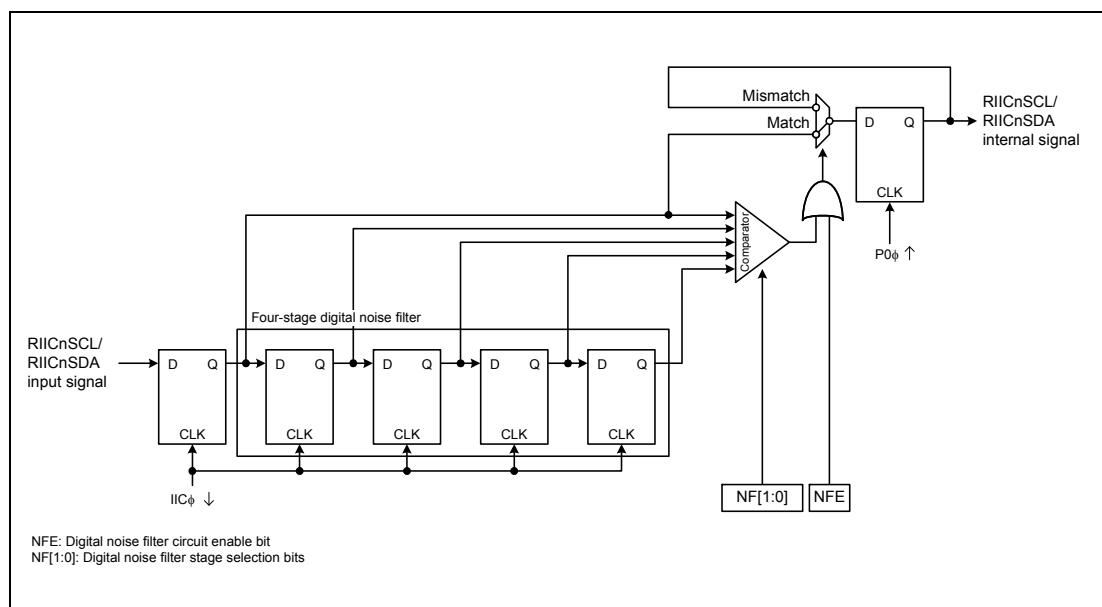 Mismatch
Match
D Q
CLK
P0ϕ ↑
RIICnSCL/
RIICnSDA
internal signal
Comparator
Four-stage digital noise filter
RIICnSCL/
RIICnSDA
input signal
D Q D Q D Q D Q D Q
CLK CLK CLK CLK CLK
IICϕ ↓
NF[1:0] NFE
NFE: Digital noise filter circuit enable bit
NF[1:0]: Digital noise filter stage selection bits